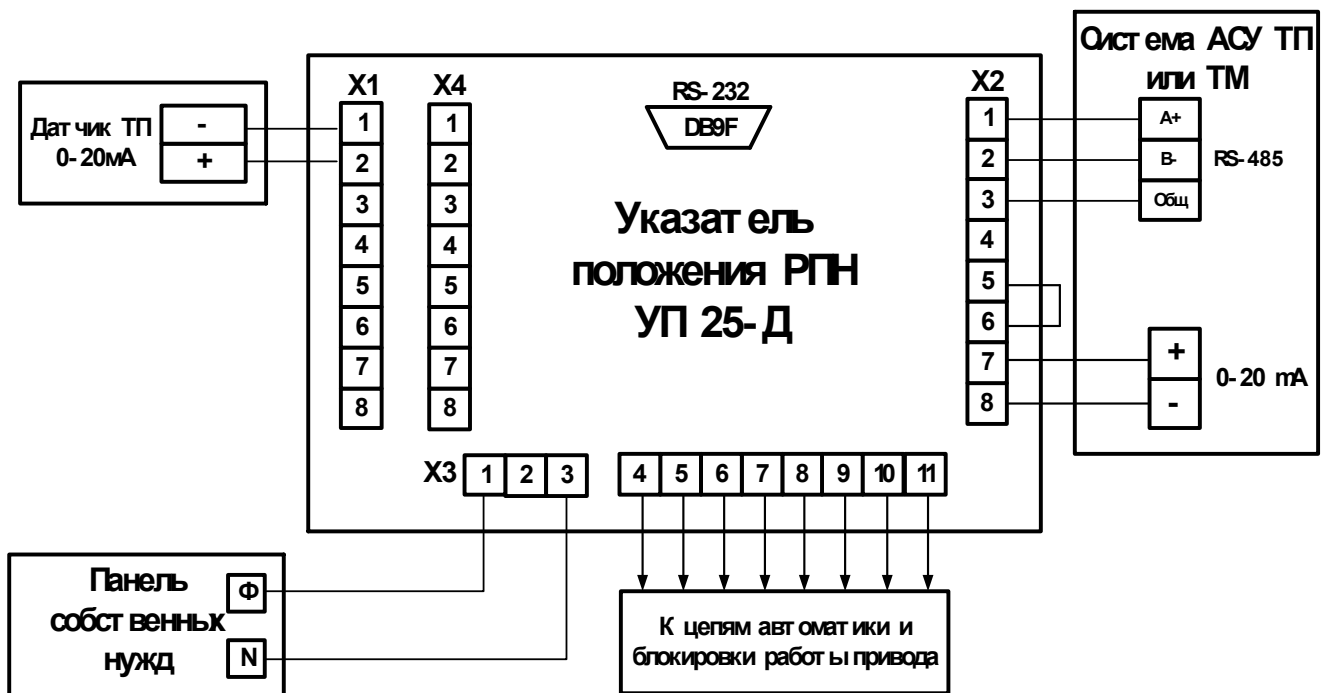 Система АСУ ТП
или ТМ
A+
B-
RS-485
Общ
+
0-20 mA
-
X1
X4
RS-232
DB9F
X2
Датчик ТП
0-20мА
-
+
1
2
3
4
5
6
7
8
1
2
3
4
5
6
7
8
Указатель
положения РПН
УП 25-Д
1
2
3
4
5
6
7
8
X3 1 2 3
4 5 6 7 8 9 10 11
Панель
собственных
нужд
Ф
N
К цепям автоматики и
блокировки работы привода